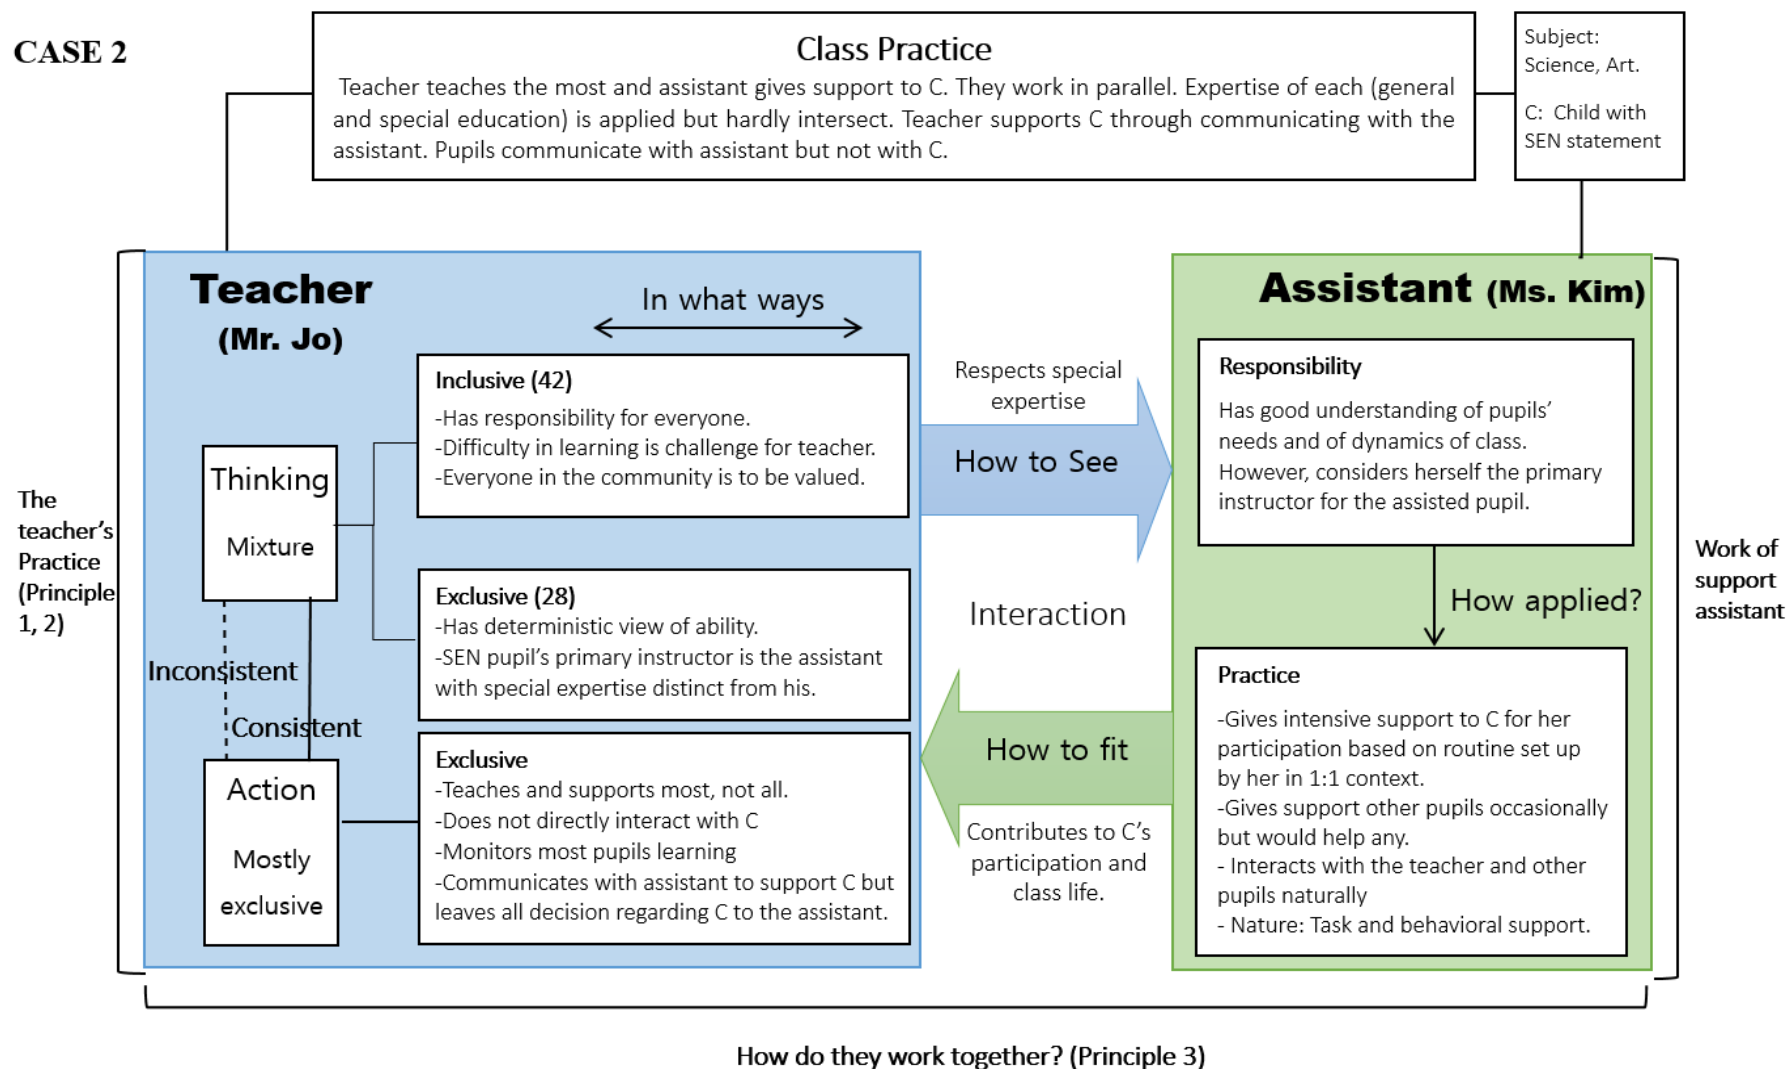 CASE 2
Class Practice
Teacher teaches the most and assistant gives support to C. They work in parallel. Expertise of each (general
and special education) is applied but hardly intersect. Teacher supports C through communicating with the
assistant. Pupils communicate with assistant but not with C.
Subject:
Science, Art.
C: Child with
SEN statement
The
teacher’s
Practice
(Principle
1, 2)
Teacher
(Mr. Jo)
In what ways
Thinking
Mixture
Inconsistent
Consistent
Action
Mostly
exclusive
Inclusive (42)
-Has responsibility for everyone.
-Difficulty in learning is challenge for teacher.
-Everyone in the community is to be valued.
Exclusive (28)
-Has deterministic view of ability.
-SEN pupil’s primary instructor is the assistant
with special expertise distinct from his.
Exclusive
-Teaches and supports most, not all.
-Does not directly interact with C
-Monitors most pupils learning
-Communicates with assistant to support C but
leaves all decision regarding C to the assistant.
Respects special
expertise
How to See
Interaction
How to fit
Contributes to C’s
participation and
class life.
Assistant (Ms. Kim)
Responsibility
Has good understanding of pupils’
needs and of dynamics of class.
However, considers herself the primary
instructor for the assisted pupil.
How applied?
Practice
-Gives intensive support to C for her
participation based on routine set up
by her in 1:1 context.
-Gives support other pupils occasionally
but would help any.
- Interacts with the teacher and other
pupils naturally
- Nature: Task and behavioral support.
Work of
support
assistant
How do they work together? (Principle 3)